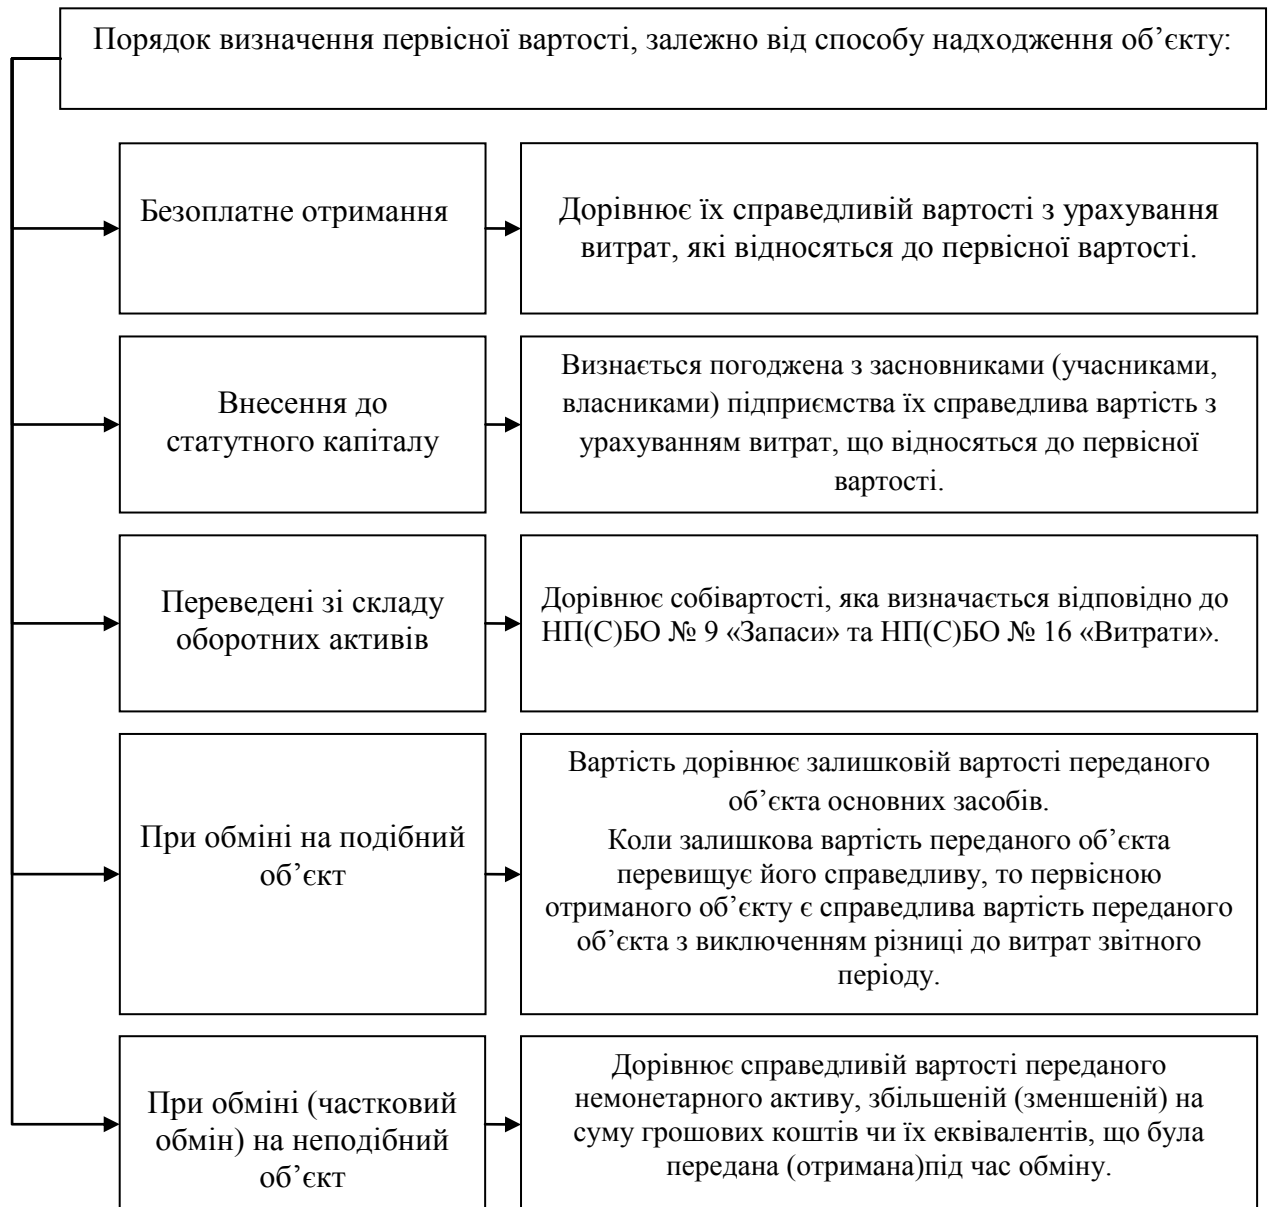 Порядок визначення первісної вартості, залежно від способу надходження об’єкту:
Безоплатне отримання
Дорівнює їх справедливій вартості з урахування
витрат, які відносяться до первісної вартості.
Внесення до
статутного капіталу
Визнається погоджена з засновниками (учасниками,
власниками) підприємства їх справедлива вартість з
урахуванням витрат, що відносяться до первісної
вартості.
Переведені зі складу
оборотних активів
Дорівнює собівартості, яка визначається відповідно до
НП(С)БО № 9 «Запаси» та НП(С)БО № 16 «Витрати».
При обміні на подібний
об’єкт
Вартість дорівнює залишковій вартості переданого
об’єкта основних засобів.
Коли залишкова вартість переданого об’єкта
перевищує його справедливу, то первісною
отриманого об’єкту є справедлива вартість переданого
об’єкта з виключенням різниці до витрат звітного
періоду.
При обміні (частковий
обмін) на неподібний
об’єкт
Дорівнює справедливій вартості переданого
немонетарного активу, збільшеній (зменшеній) на
суму грошових коштів чи їх еквівалентів, що була
передана (отримана)під час обміну.